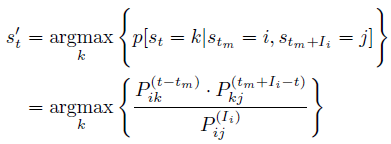 s′_t = argmax_k { p[s_t = k|s_{t_m} = i, s_{t_m+I_i} = j] }
= argmax_k { P_{ik}^{(t−t_m)} · P_{kj}^{(t_m+I_i−t)} / P_{ij}^{(I_i)} }